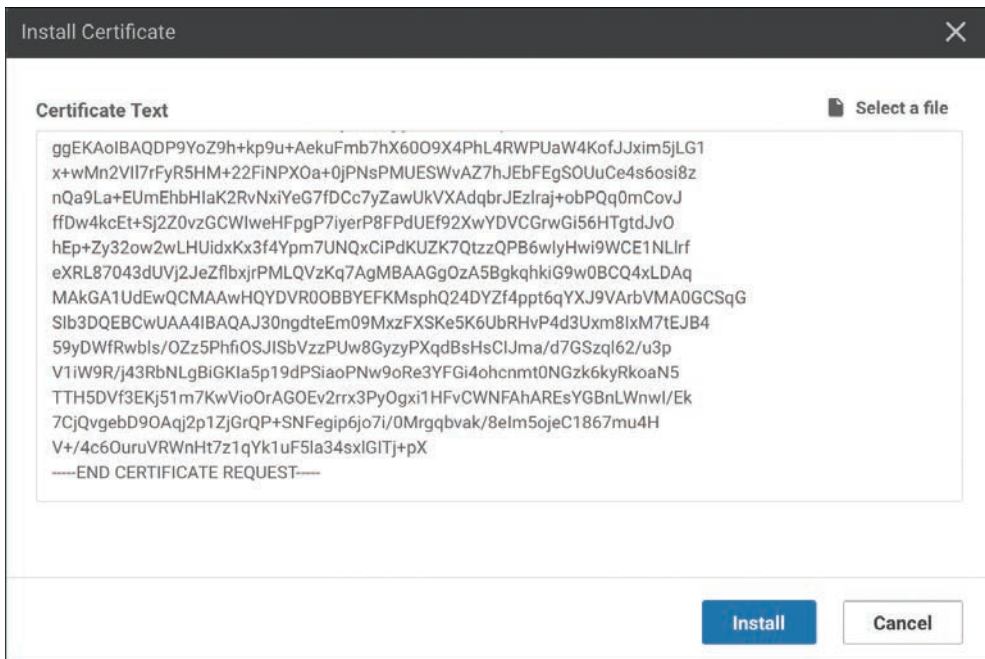 Install Certificate
Certificate Text
Select a file
ggEKAoIBAQDP9YoZ9h+kp9u+AekuFmb7hX60O9X4PhL4RWPUaW4KofJJxim5jLG1
x+wMn2VIl7rFyR5HM+22FiNPXOa+0jPNsPMUESWvAZ7hJEbFEgSOUuCe4s6osi8z
nQa9La+EUmEhbHIaK2RvNxiYeG7fDCc7yZawUkVXAdqbrJEzlraj+obPQq0mCovJ
ffDw4kcEt+Sj2Z0vzGCWIweHFpgP7iyerP8FPdUEf92XwYDVCGrwGi56HTgtdJvO
hEp+Zy32ow2wLHUidxKx3f4Ypm7UNQxCiPdKUZK7QtzzQPB6wIyHwi9WCE1NLIrf
eXRL87043dUVj2JeZflbxjrPMLQVzKq7AgMBAAGgOzA5BgkqhkiG9w0BCQ4xLDAq
MAkGA1UdEwQCMAAwHQYDVR0OBBYEFKMsphQ24DYZf4ppt6qYXJ9VArbVMA0GCSqG
SIb3DQEBCwUAA4IBAQAJ30ngdteEm09MxzFXSKe5K6UbRHvP4d3Uxm8IxM7tEJB4
59yDWfRwbls/OZz5PhfiOSJISbVzzPUw8GyzyPXqdBsHsClJma/d7GSzql62/u3p
V1iW9R/j43RbNLgBiGKIa5p19dPSiaoPNw9oRe3YFGi4ohcnmt0NGzk6kyRkoaN5
TTH5DVf3EKj51m7KwVioOrAGOEv2rrx3PyOgxi1HFvCWNFAhAREsYGBnLWnwI/Ek
7CjQvgebD9OAqj2p1ZjGrQP+SNFegip6jo7i/0Mrgqbvak/8eIm5ojeC1867mu4H
V+/4c6OuruVRWnHt7z1qYk1uF5la34sxlGITj+pX
-----END CERTIFICATE REQUEST-----
Install
Cancel